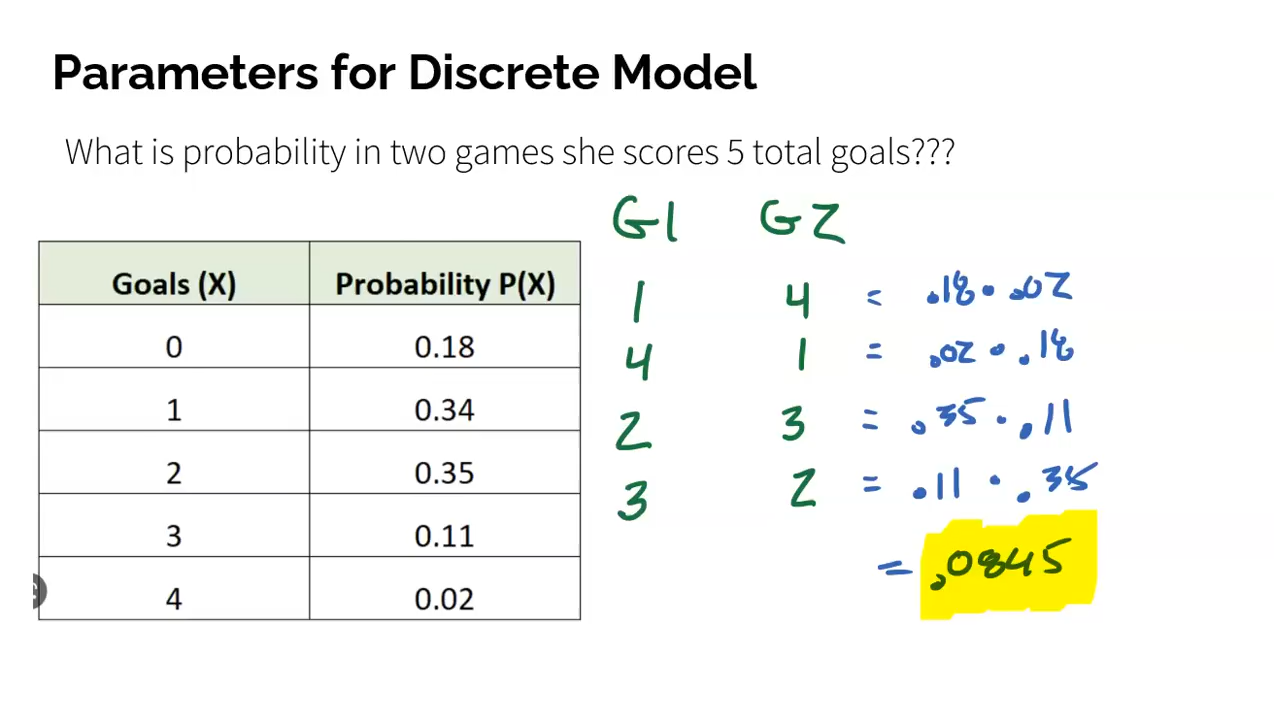 Parameters for Discrete Model
What is probability in two games she scores 5 total goals???
Goals (X) Probability P(X)
0 0.18
1 0.34
2 0.35
3 0.11
4 0.02
G1 G2
1 4 = .18 · .02
4 1 = .02 · .18
2 3 = .35 · .11
3 2 = .11 · .35
= .0845